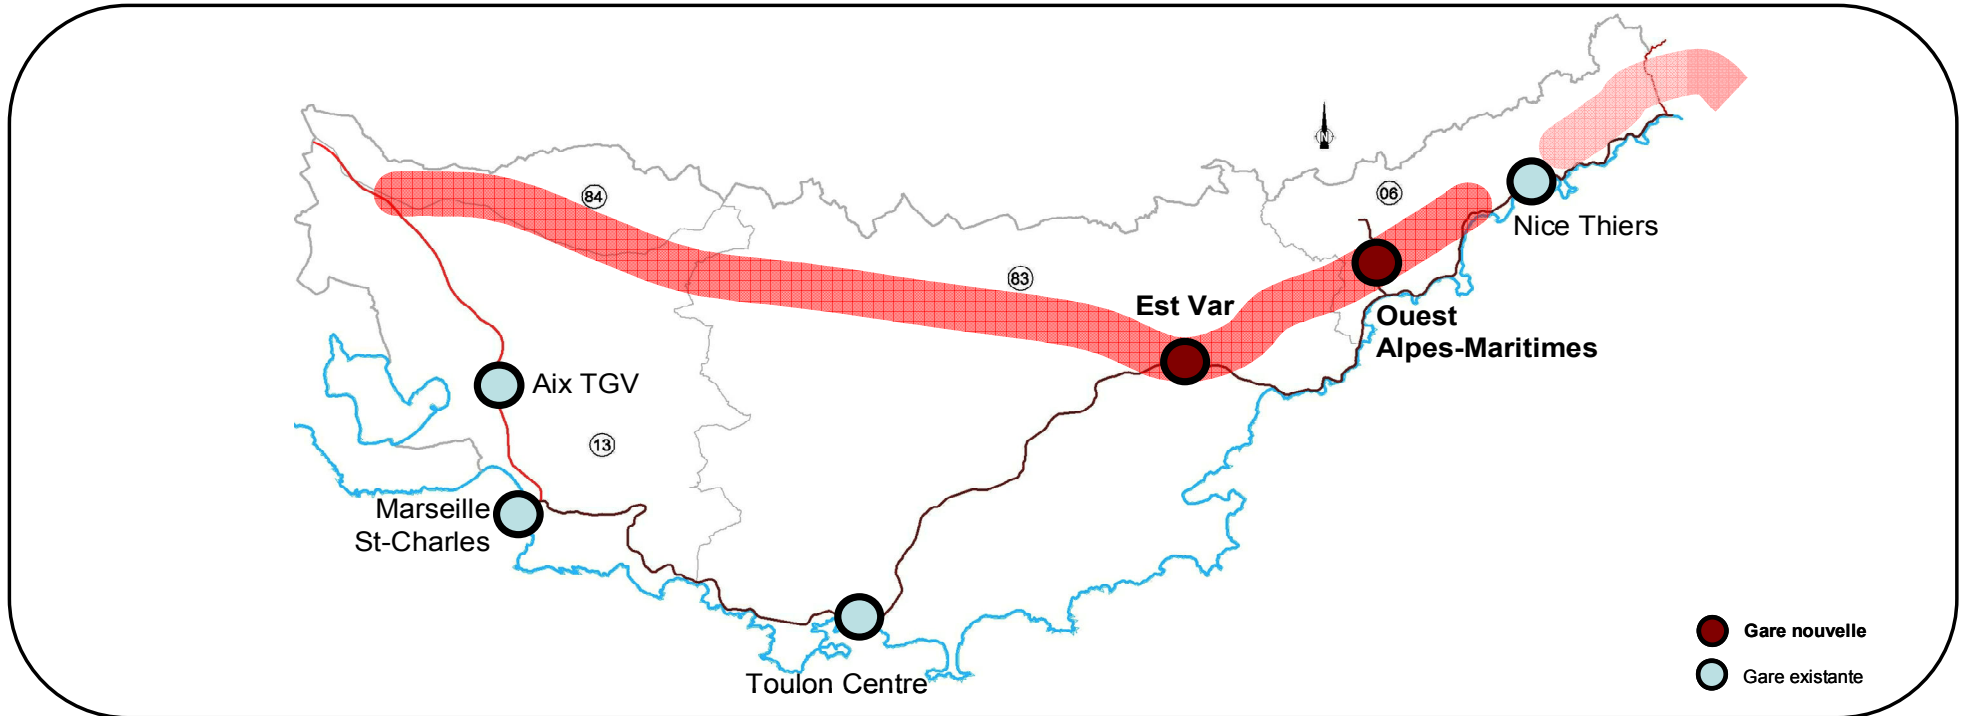 N
84
06
Nice Thiers
83
Est Var
Ouest
Alpes-Maritimes
Aix TGV
13
Marseille
St-Charles
Toulon Centre
Gare nouvelle
Gare existante